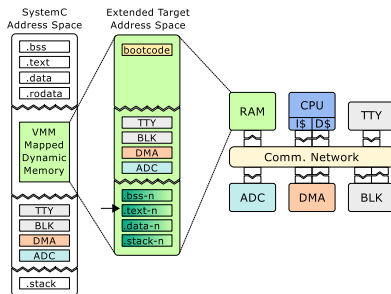 SystemC
Address Space
.bss
.text
.data
.rodata
VMM
Mapped
Dynamic
Memory
TTY
BLK
DMA
ADC
.stack
Extended Target
Address Space
bootcode
TTY
BLK
DMA
ADC
.bss-n
.text-n
.data-n
.stack-n
RAM
CPU
I$ D$
TTY
Comm. Network
ADC
DMA
BLK